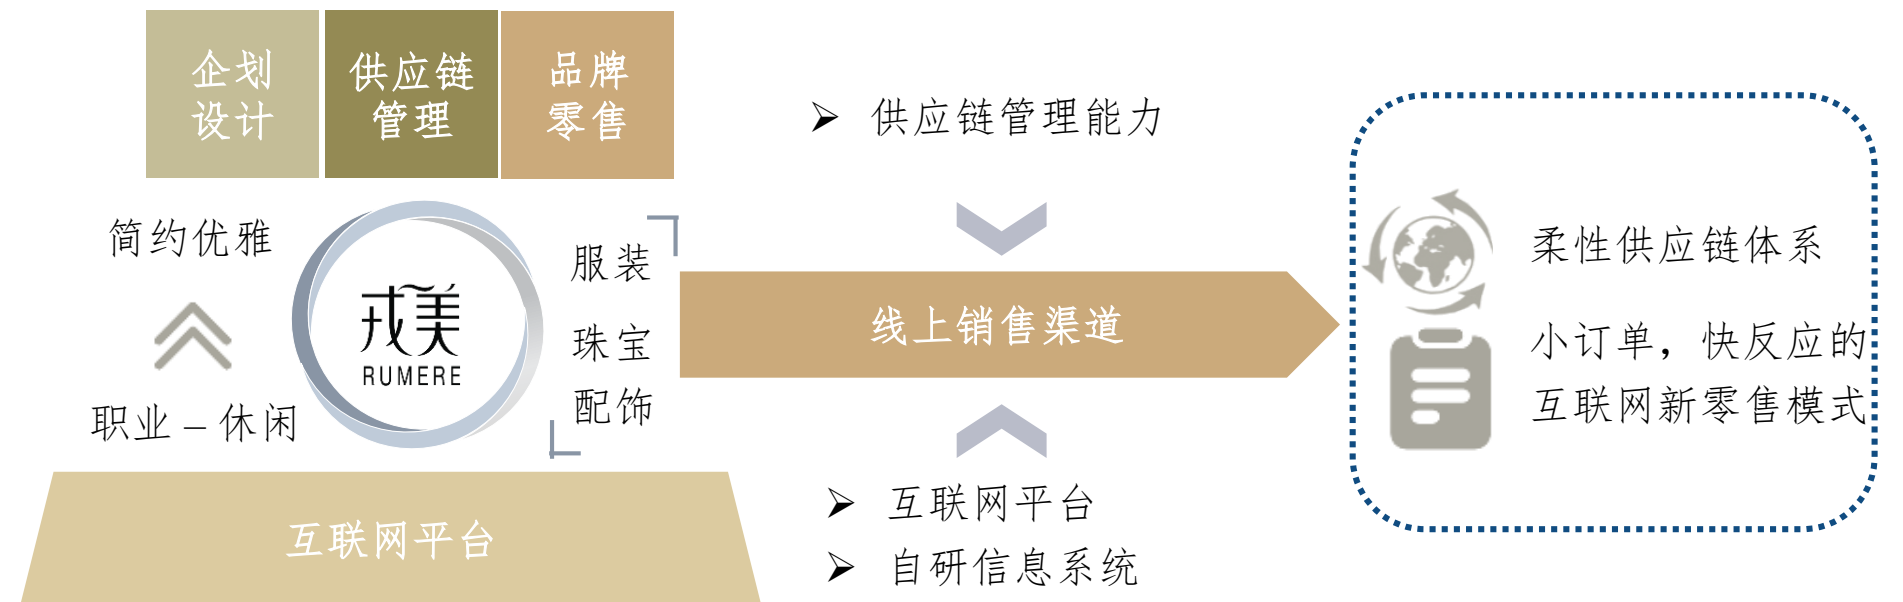 企划
设计
供应链
管理
品牌
零售
简约优雅
职业 – 休闲
戎美
RUMERE
服装
珠宝
配饰
互联网平台
➢ 供应链管理能力
线上销售渠道
➢ 互联网平台
➢ 自研信息系统
柔性供应链体系
小订单，快反应的
互联网新零售模式